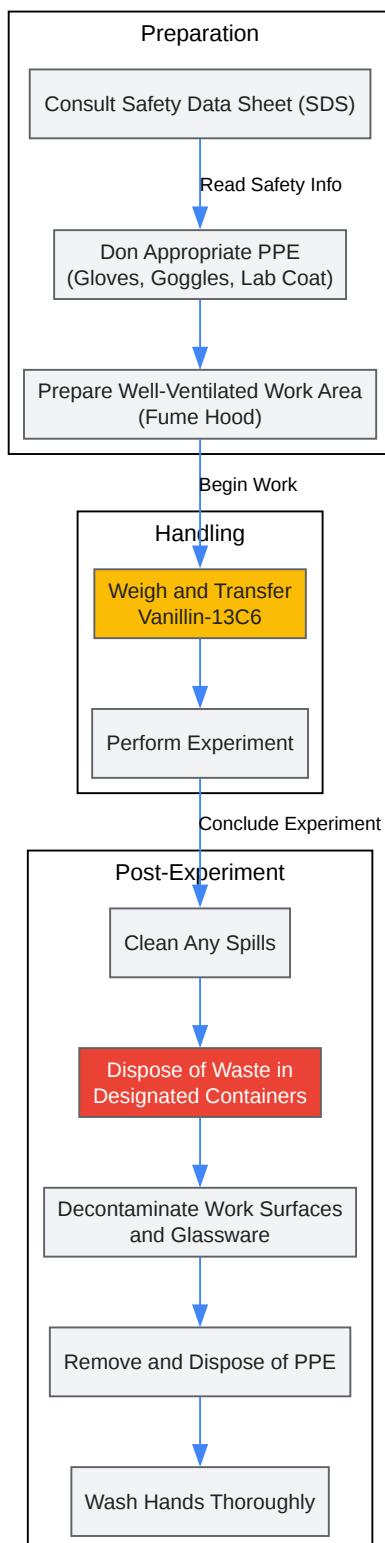 Preparation
Consult Safety Data Sheet (SDS)
Read Safety Info
Don Appropriate PPE
(Gloves, Goggles, Lab Coat)
Prepare Well-Ventilated Work Area
(Fume Hood)
Begin Work
Handling
Weigh and Transfer
Vanillin-13C6
Perform Experiment
Conclude Experiment
Post-Experiment
Clean Any Spills
Dispose of Waste in
Designated Containers
Decontaminate Work Surfaces
and Glassware
Remove and Dispose of PPE
Wash Hands Thoroughly